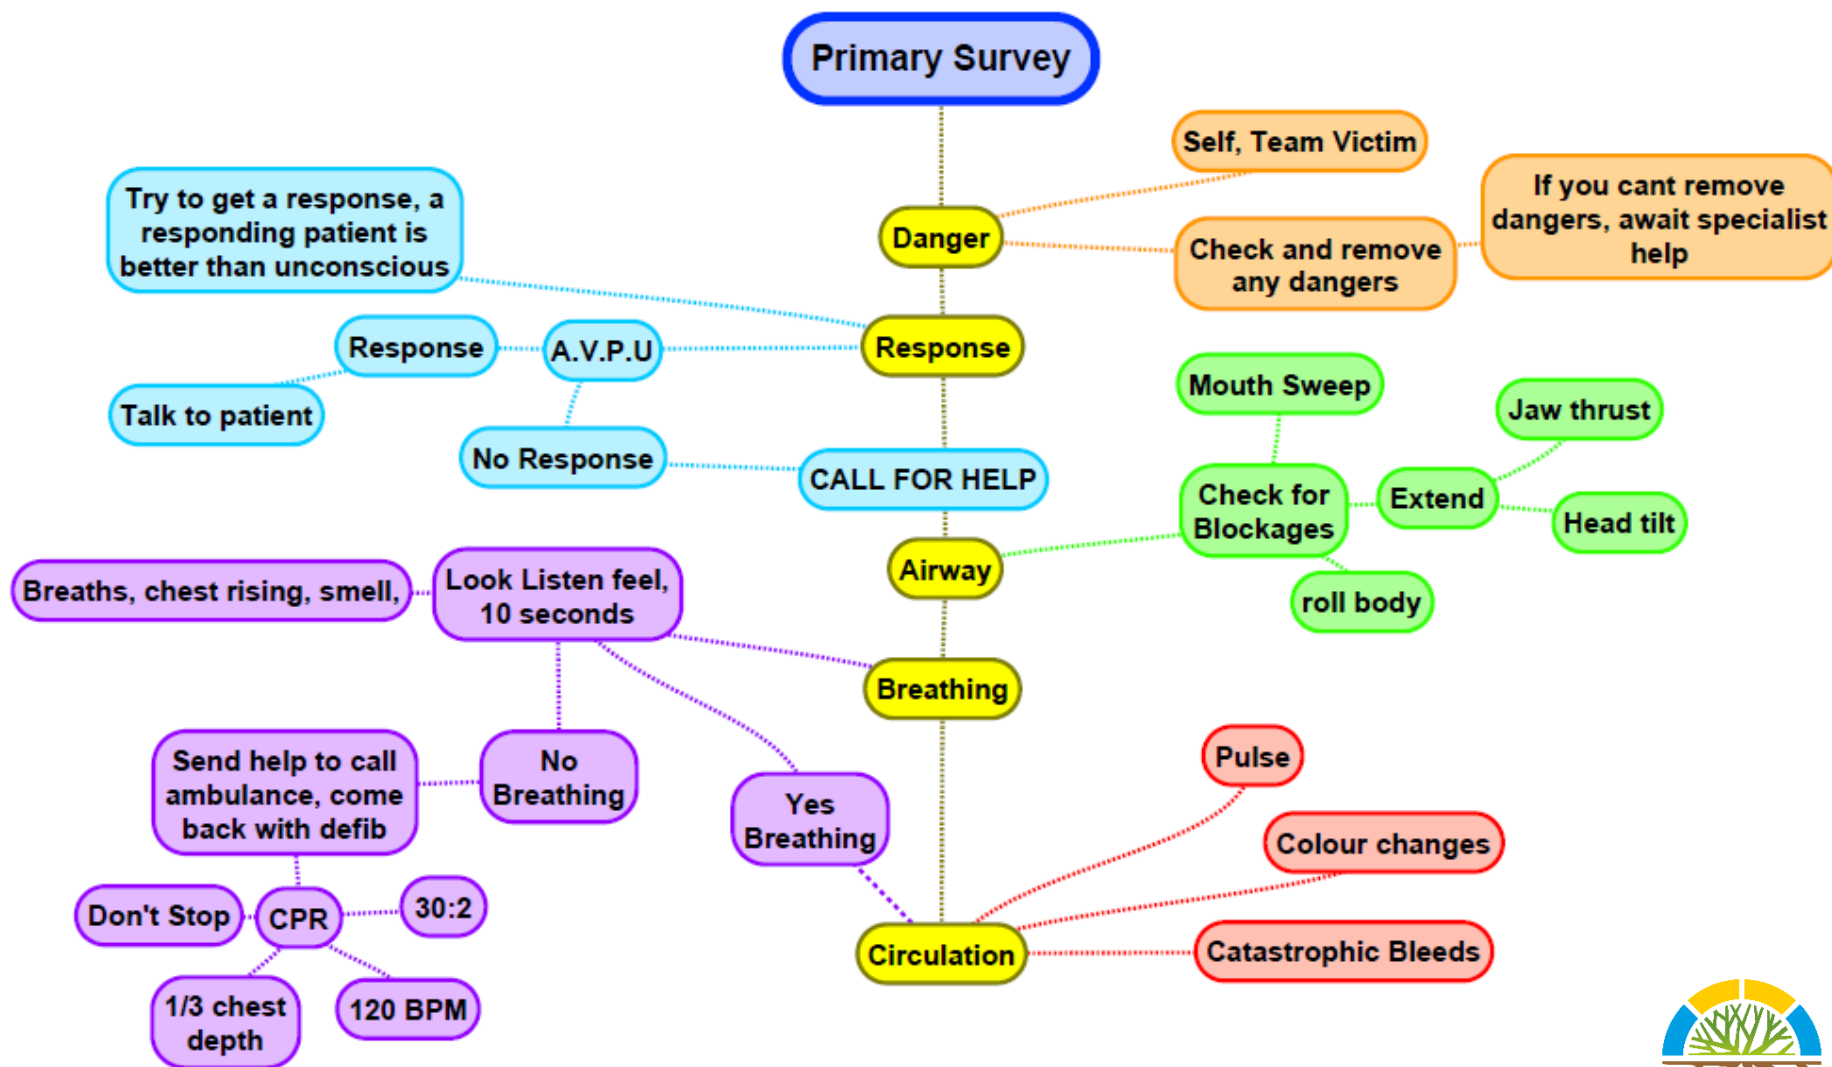 Primary Survey
Self, Team Victim
Danger
Check and remove
any dangers
If you cant remove
dangers, await specialist
help
Try to get a response, a
responding patient is
better than unconscious
Response
A.V.P.U
Response
Talk to patient
No Response
CALL FOR HELP
Airway
Mouth Sweep
Check for
Blockages
Extend
Jaw thrust
Head tilt
roll body
Breathing
Look Listen feel,
10 seconds
Breaths, chest rising, smell,
No
Breathing
Send help to call
ambulance, come
back with defib
CPR
Don't Stop
30:2
1/3 chest
depth
120 BPM
Yes
Breathing
Circulation
Pulse
Colour changes
Catastrophic Bleeds